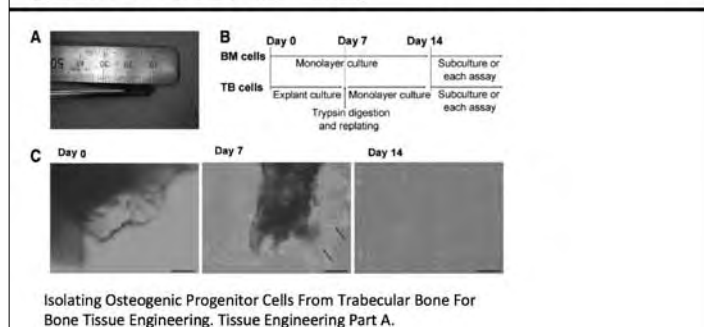 A
B
Day 0 Day 7 Day 14
BM cells
Monolayer culture
Subculture or
each assay
TB cells
Explant culture
Monolayer culture
Subculture or
each assay
Trypsin digestion
and replating
C
Day 0
Day 7
Day 14
Isolating Osteogenic Progenitor Cells From Trabecular Bone For
Bone Tissue Engineering. Tissue Engineering Part A.